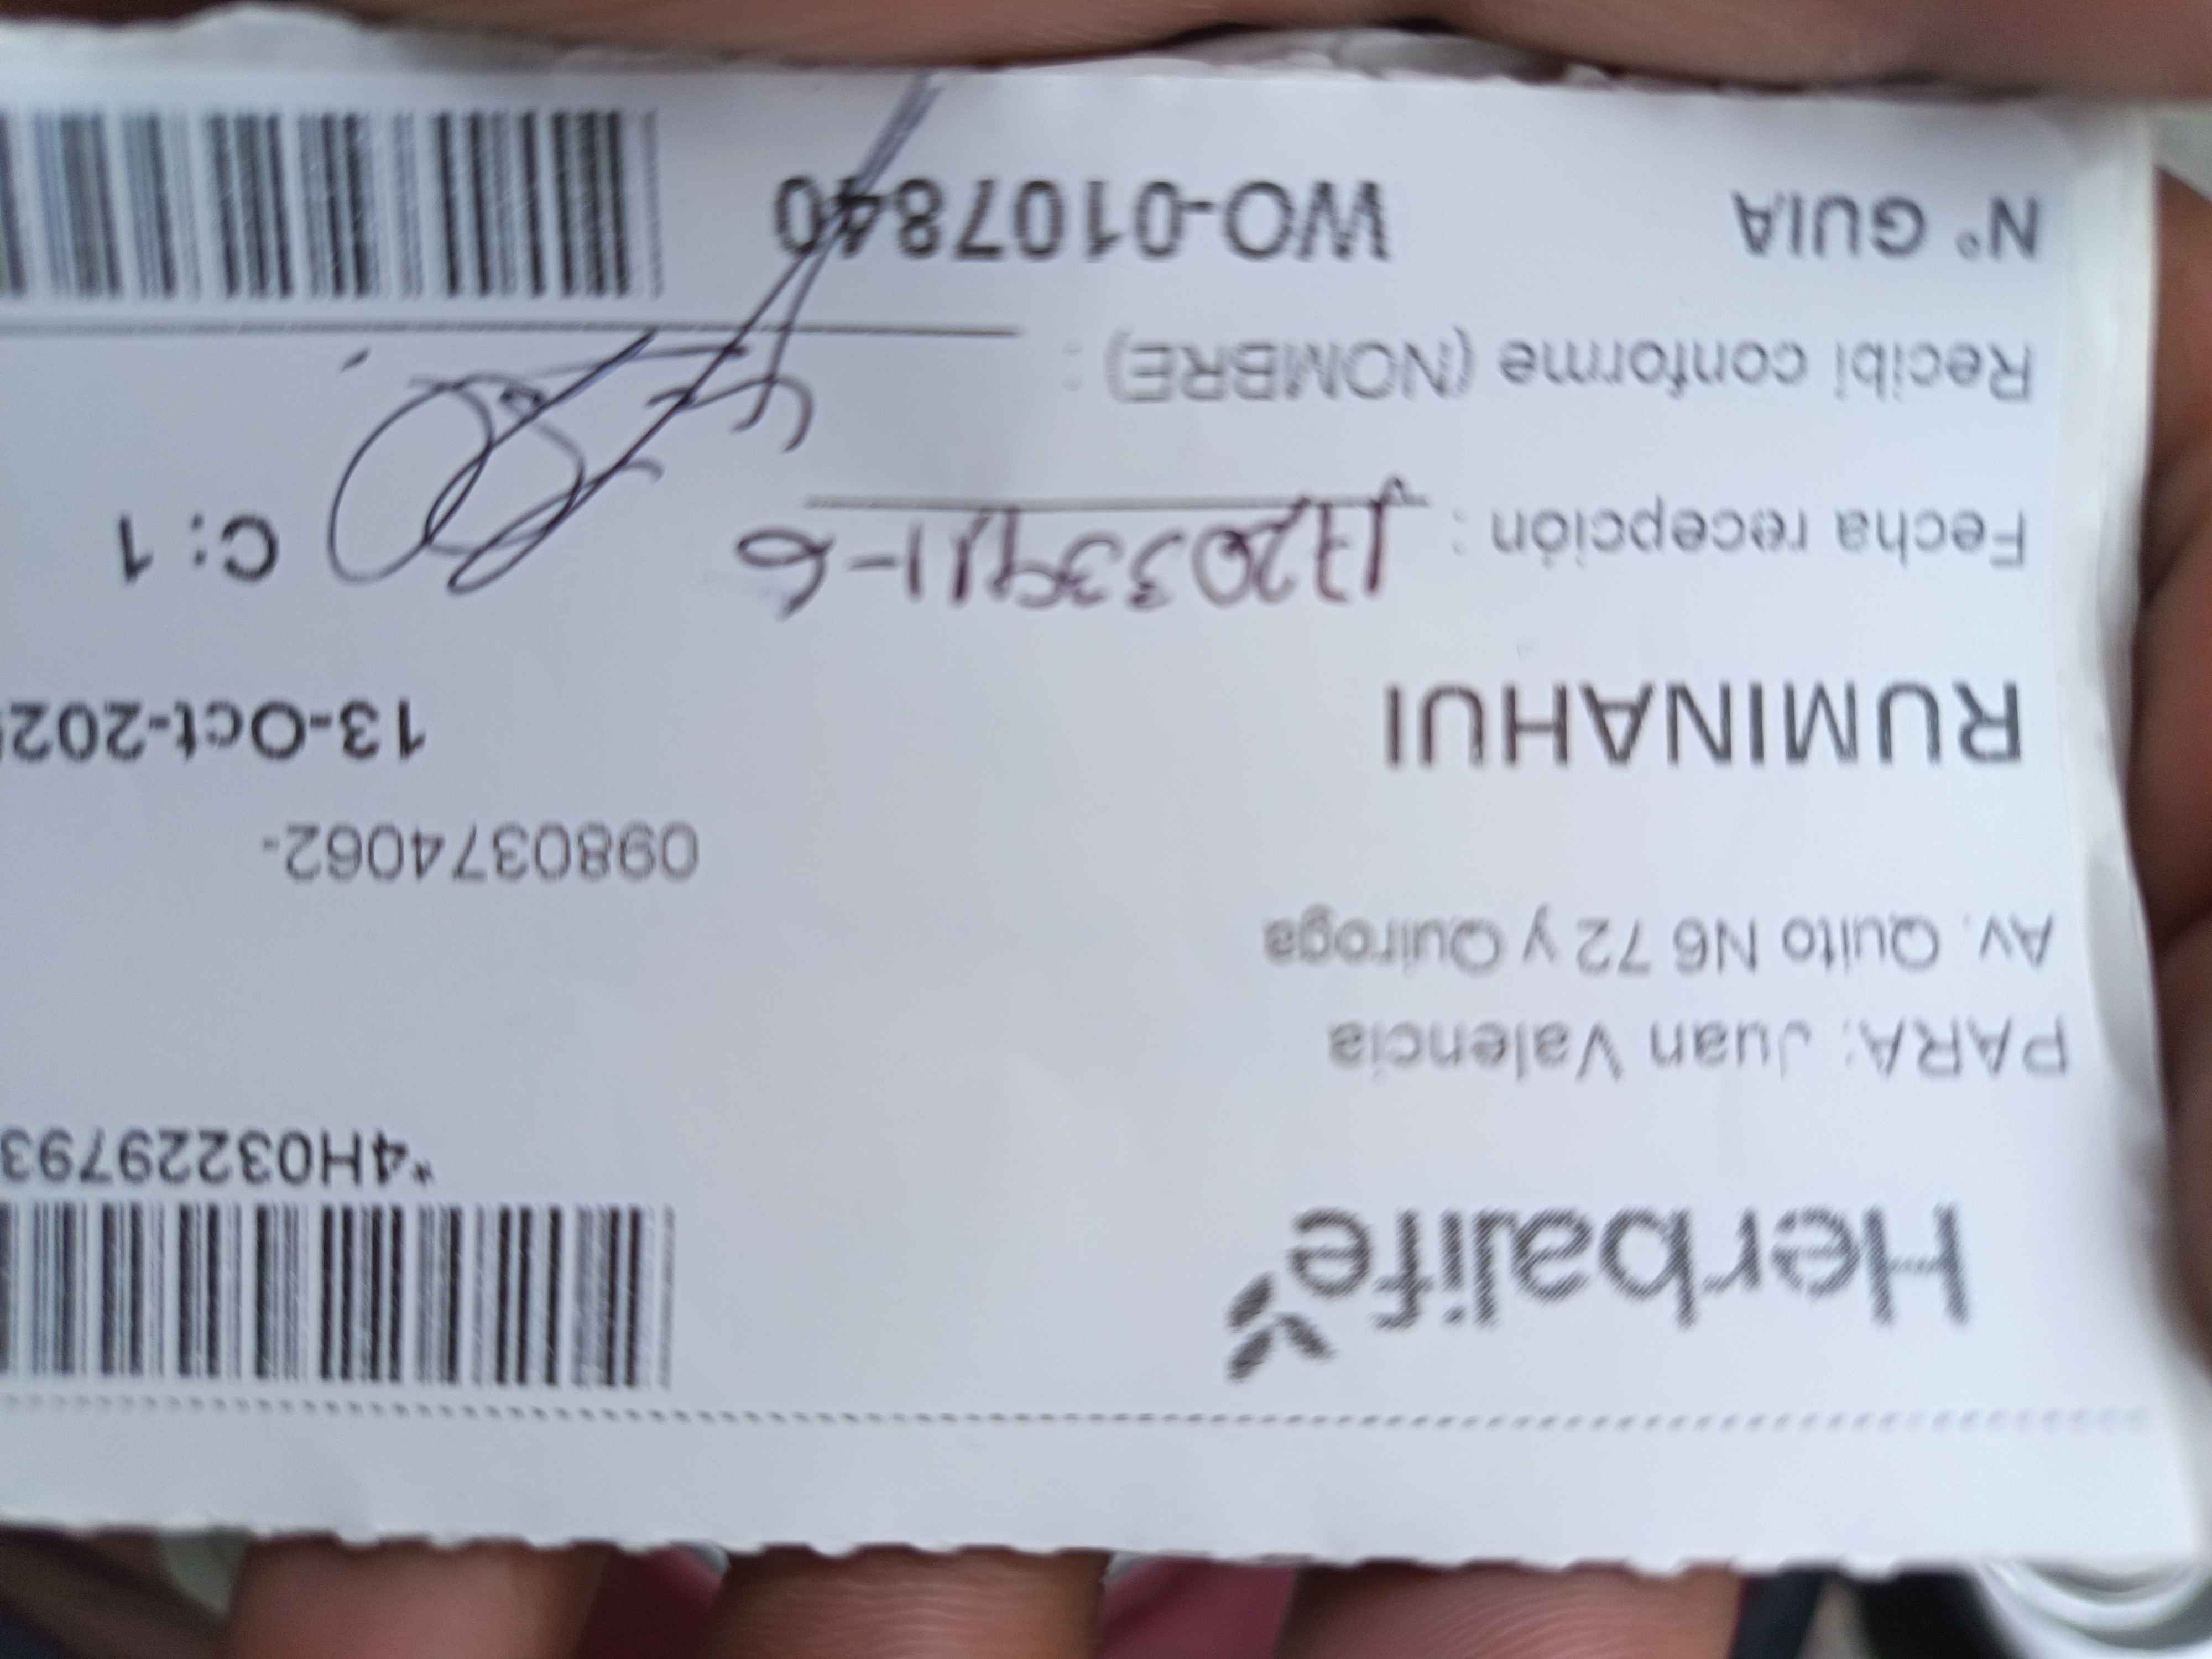 Herbalife
*4H03229793
PARA: Juan Valencia
Av. Quito N6 72 y Quiroga
0980374062-
RUMINAHUI
13-Oct-202
Fecha recepción :
C: 1
Recibi conforme (NOMBRE) :
N° GUIA WO-0107840